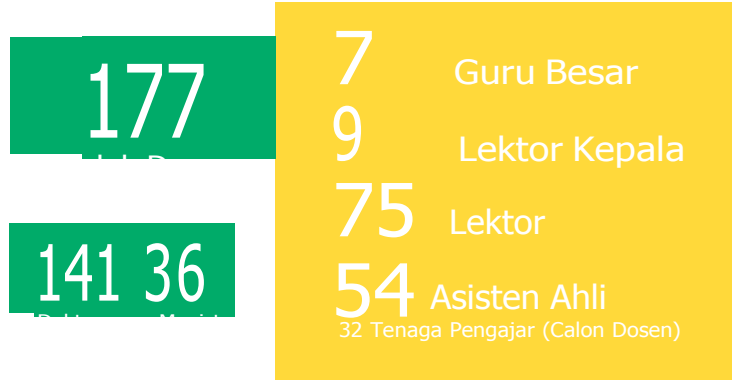 177
141 36
7 Guru Besar
9 Lektor Kepala
75 Lektor
54 Asisten Ahli
32 Tenaga Pengajar (Calon Dosen)